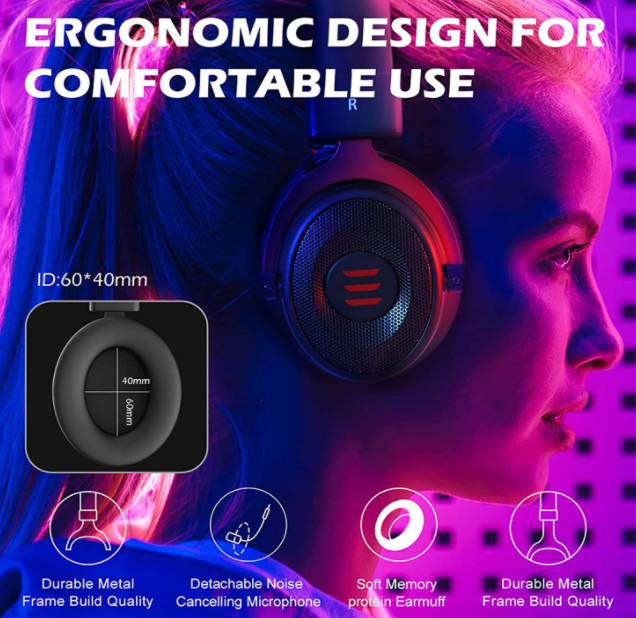 ERGONOMIC DESIGN FOR
COMFORTABLE USE
R
ID:60*40mm
40mm
60mm
Durable Metal
Frame Build Quality
Detachable Noise
Cancelling Microphone
Soft Memory
protein Earmuff
Durable Metal
Frame Build Quality